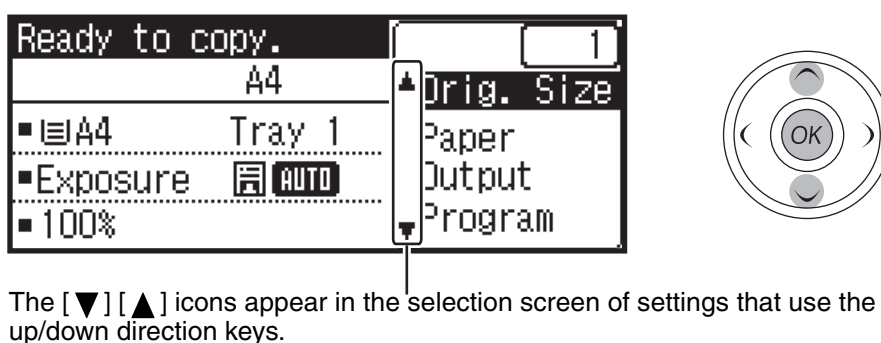 Ready to copy.
1
A4
Orig. Size
A4 Tray 1
Paper
Exposure AUTO
Output
100%
Program
OK
The [▼] [▲] icons appear in the selection screen of settings that use the
up/down direction keys.